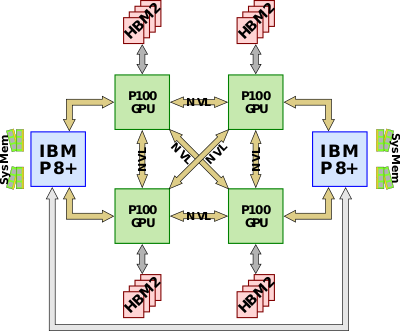 HBM2
HBM2
P100
GPU
NVL
P100
GPU
SysMem
IBM
P8+
NVL
NVL
NVL
NVL
IBM
P8+
SysMem
P100
GPU
NVL
P100
GPU
HBM2
HBM2